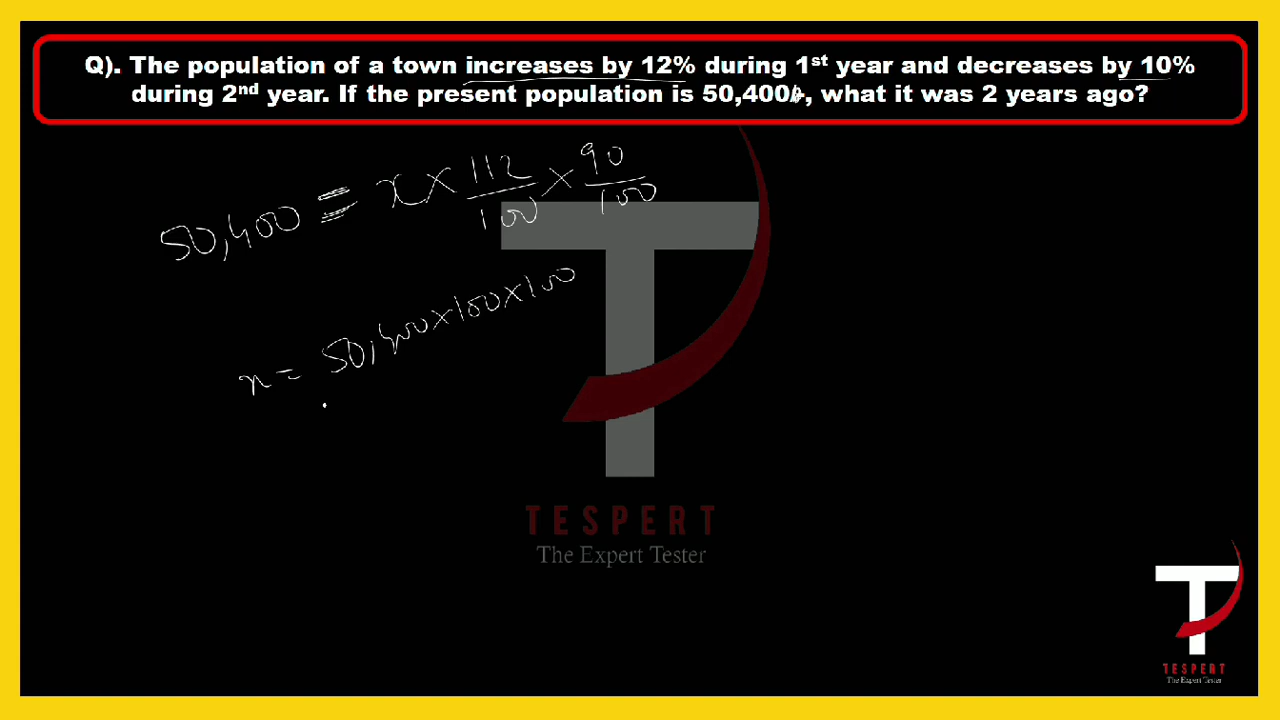 Q). The population of a town increases by 12% during 1st year and decreases by 10%
during 2nd year. If the present population is 50,400/-, what it was 2 years ago?
50,400 = x × 112/100 × 90/100
x = 50,400×100×100
TESPERT
The Expert Tester
TESPERT
The Expert Tester